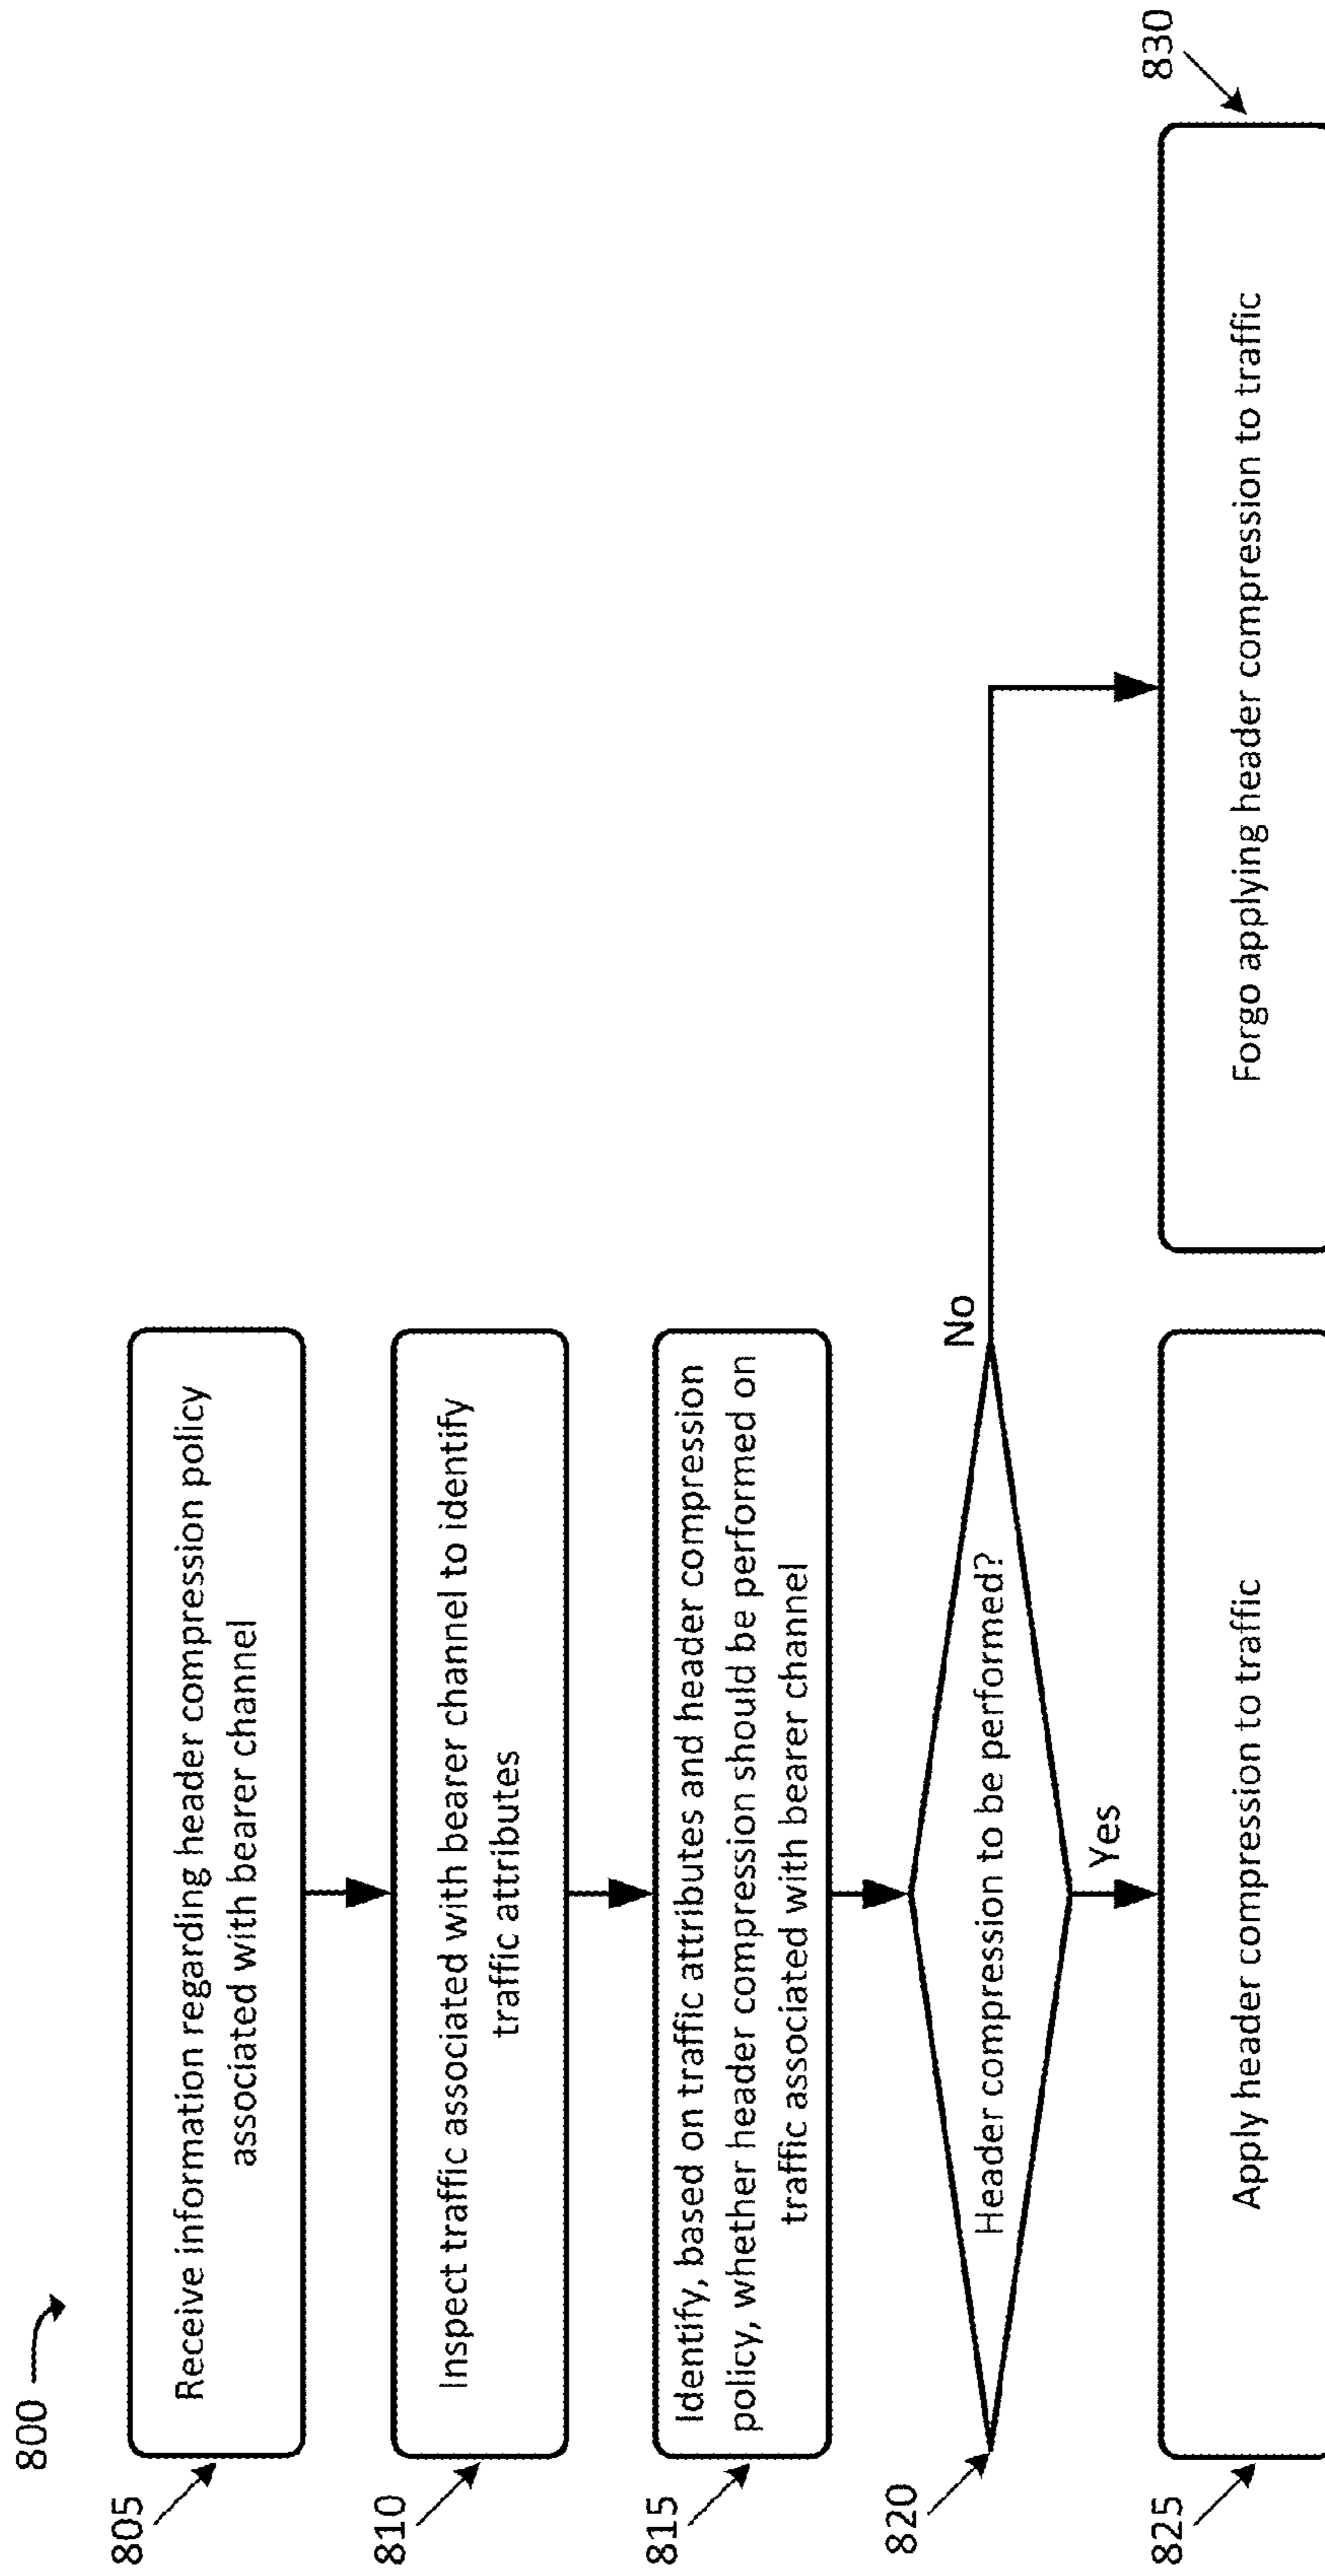 800
805
Receive information regarding header compression policy
associated with bearer channel
810
Inspect traffic associated with bearer channel to identify
traffic attributes
815
Identify, based on traffic attributes and header compression
policy, whether header compression should be performed on
traffic associated with bearer channel
820
Header compression to be performed?
No
Yes
825
Apply header compression to traffic
830
Forgo applying header compression to traffic